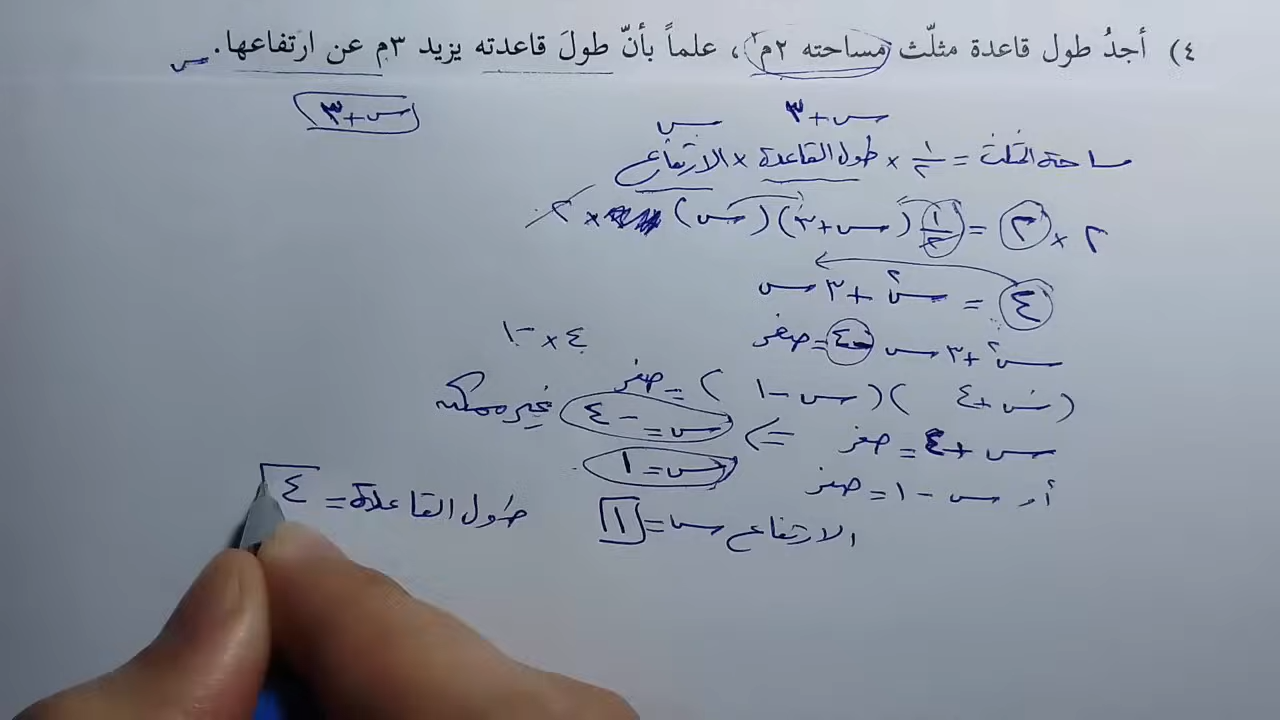 ٤) أجدُ طول قاعدة مثلّث مساحته ٢م٢، علماً بأنّ طولَ قاعدته يزيد ٣م عن ارتفاعها. س
س+٣
س+٣ س
مساحة المثلث = ١/٢ × طول القاعدة × الارتفاع
٢ × ٢ = ١/٢ (س+٣)(س) × ٢
٤ = س٢ + ٣س
س٢ + ٣س - ٤ = صفر ٤ × -١
(س+٤)(س-١) = صفر
س+٤ = صفر => س = -٤ غير ممكنه
أو س-١ = صفر س = ١
الارتفاع س = ١ طول القاعدة = ٤